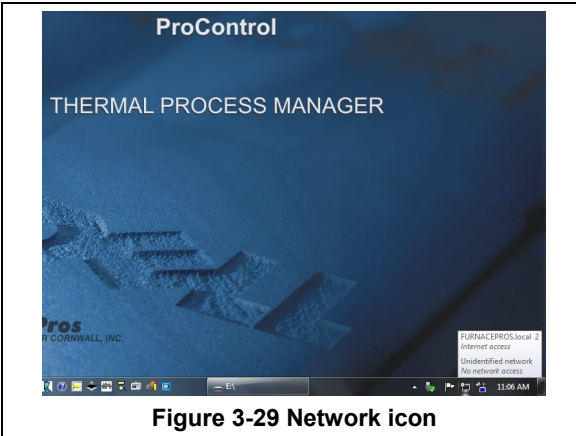 ProControl
THERMAL PROCESS MANAGER
Pros
R CORNWALL, INC.
FURNACEPROS.local 2
Internet access
Unidentified network
No network access
E:\
11:06 AM
Figure 3-29 Network icon